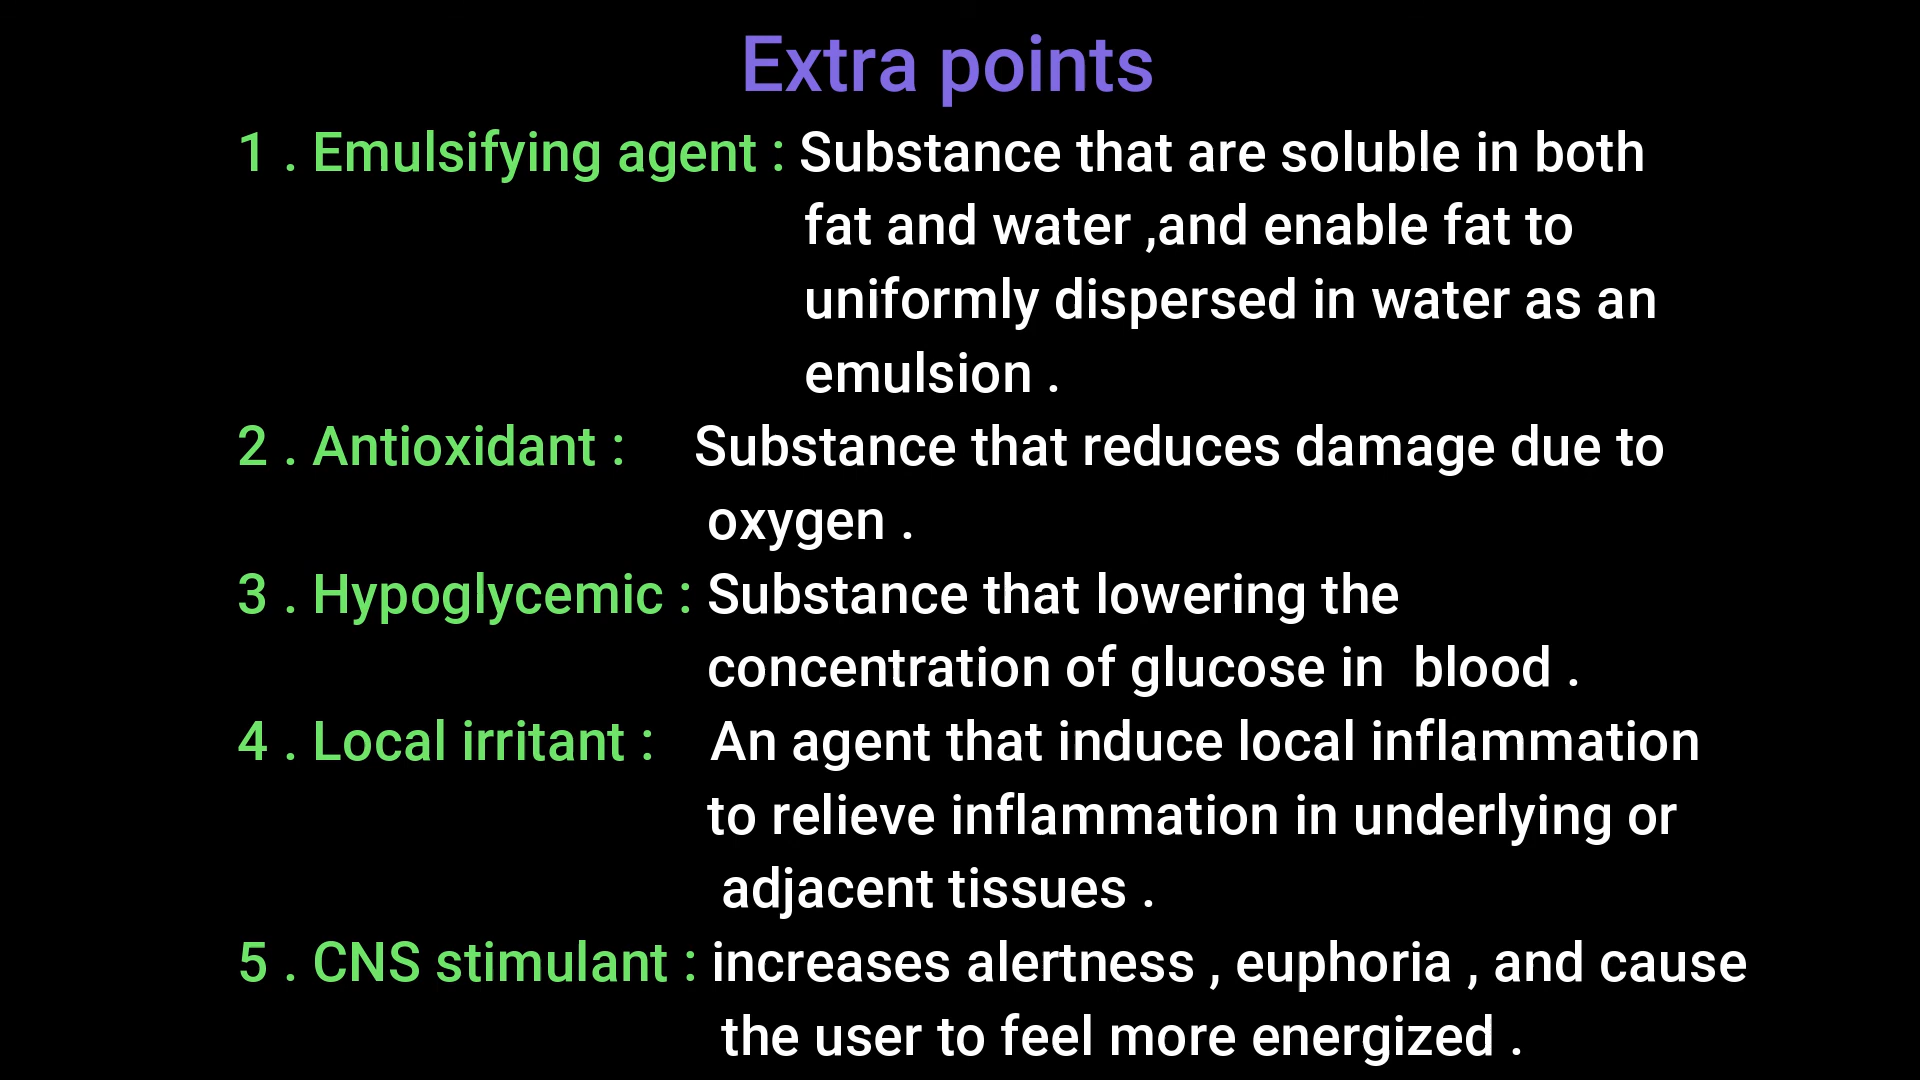 Extra points
1 . Emulsifying agent : Substance that are soluble in both
fat and water ,and enable fat to
uniformly dispersed in water as an
emulsion .
2 . Antioxidant : Substance that reduces damage due to
oxygen .
3 . Hypoglycemic : Substance that lowering the
concentration of glucose in  blood .
4 . Local irritant : An agent that induce local inflammation
to relieve inflammation in underlying or
adjacent tissues .
5 . CNS stimulant : increases alertness , euphoria , and cause
the user to feel more energized .